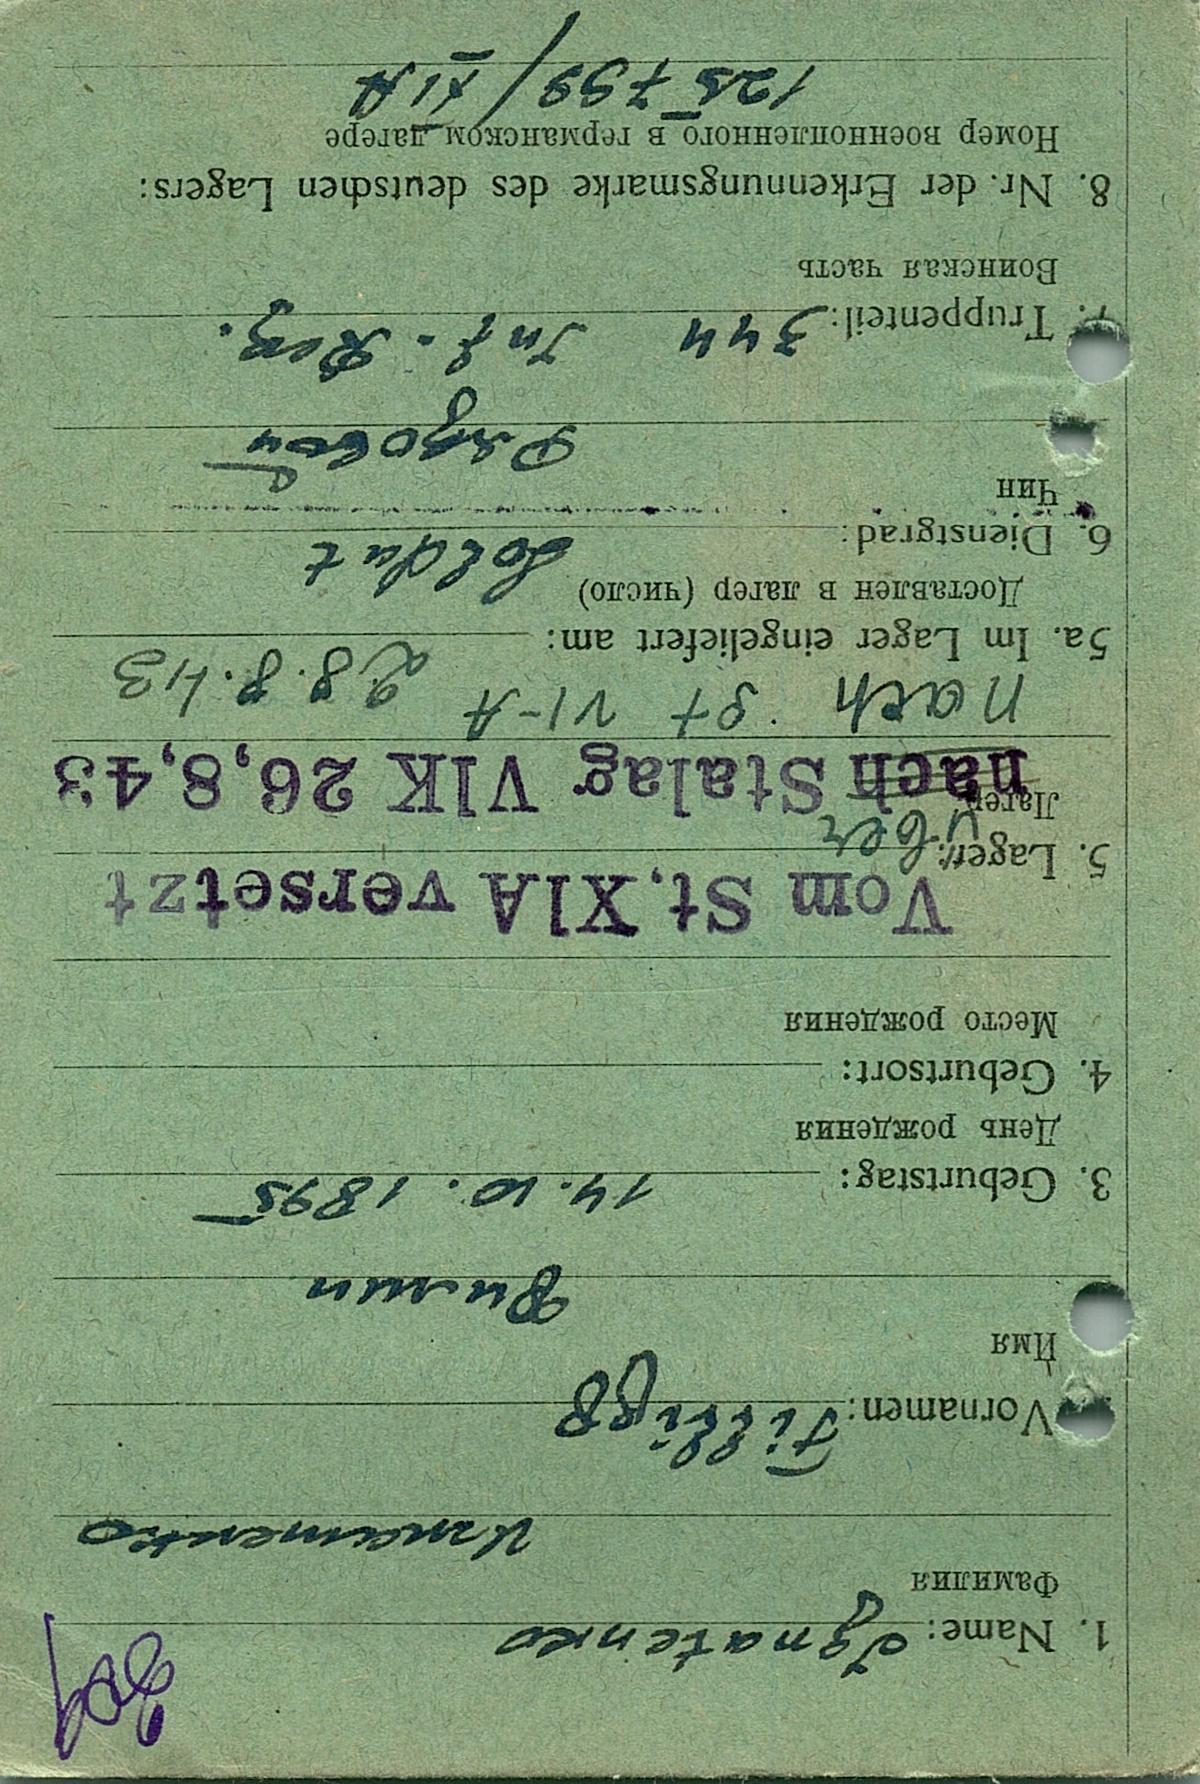 1. Name: Ignatenko
Фамилия
Игнатенко
Vornamen: Filligg
Имя
Филип
3. Geburtstag:
День рождения
14.10.1895
4. Geburtsort:
Место рождения
Vom St. XIA versetzt
5. Lager: über
Лагерь
nach Stalag VIK 26,8,43
nach St VI-A 28.8.43
5a. Im Lager eingeliefert am:
Доставлен в лагерь (число)
6. Dienstgrad: Soldat
Чин
Рядовой
7. Truppenteil: 344 Inf.-Reg.
Воинская часть
8. Nr. der Erkennungsmarke des deutschen Lagers:
Номер военнопленного в германском лагере
125799/XIA